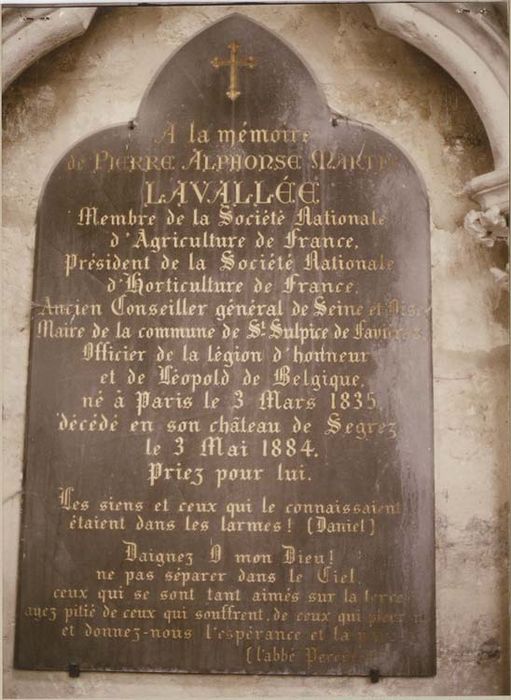 A la mémoire
de Pierre Alphonse Martin
LAVALLÉE
Membre de la Société Nationale
d'Agriculture de France,
Président de la Société Nationale
d'Horticulture de France,
Ancien Conseiller général de Seine et Oise
Maire de la commune de St Sulpice de Favières
Officier de la légion d'honneur
et de Léopold de Belgique,
né à Paris le 3 Mars 1835
décédé en son château de Segrez
le 3 Mai 1884.
Priez pour lui.
Les siens et ceux qui le connaissaient
étaient dans les larmes! (Daniel)
Daignez O mon Dieu!
ne pas séparer dans le Ciel,
ceux qui se sont tant aimés sur la terre
ayez pitié de ceux qui souffrent, de ceux qui pleurent
et donnez-nous l'espérance et la paix
(l'abbé